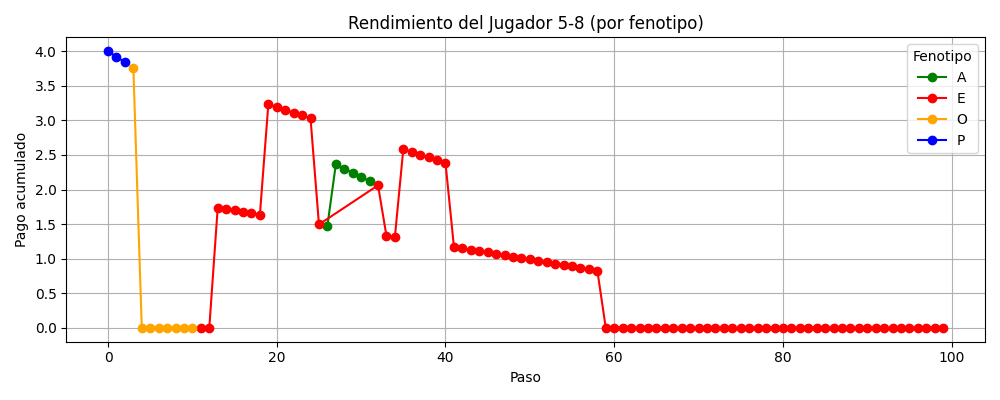 Rendimiento del Jugador 5-8 (por fenotipo)
Pago acumulado
4.0
3.5
3.0
2.5
2.0
1.5
1.0
0.5
0.0
Fenotipo
A
E
O
P
0 20 40 60 80 100
Paso